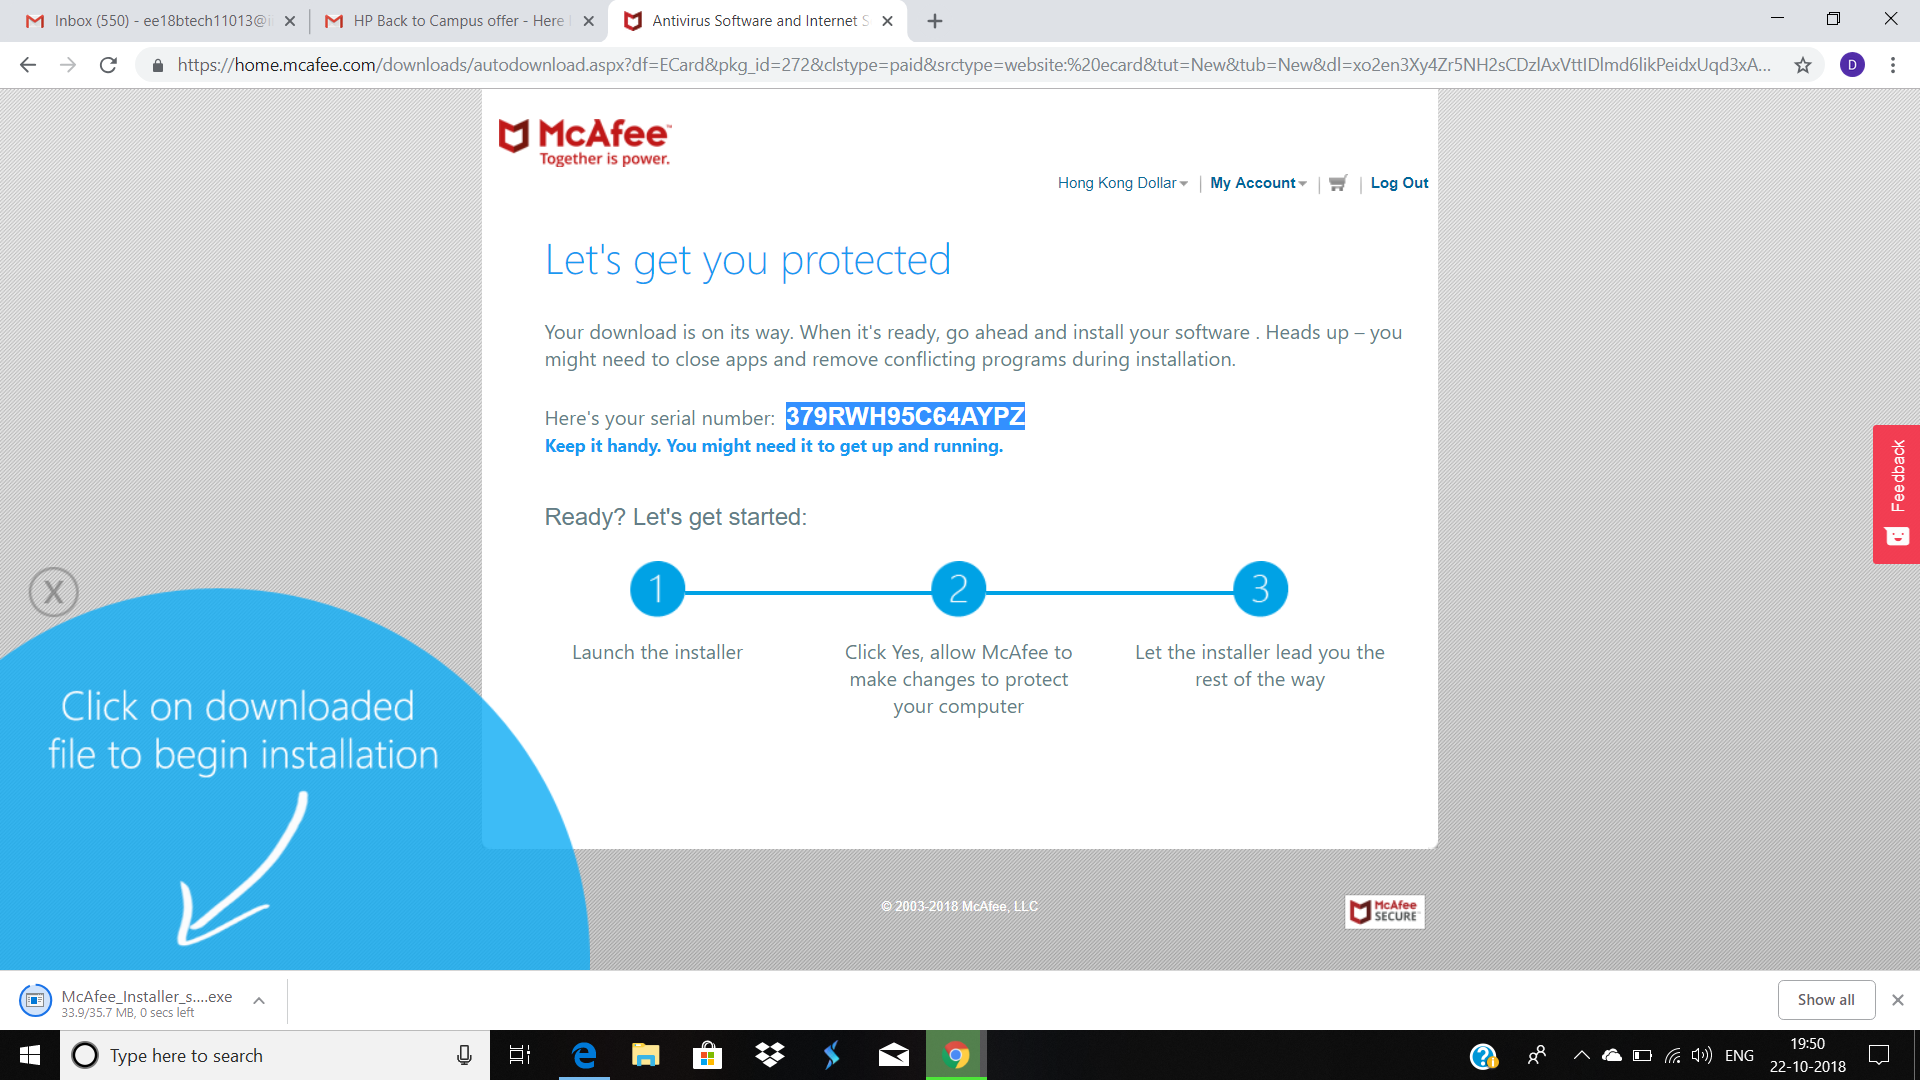 Inbox (550) - ee18btech11013@ii
HP Back to Campus offer - Here
Antivirus Software and Internet S
https://home.mcafee.com/downloads/autodownload.aspx?df=ECard&pkg_id=272&clstype=paid&srctype=website:%20ecard&tut=New&tub=New&dl=
D
McAfee™
Together is power.
Hong Kong Dollar | My Account | | Log Out
Let's get you protected
Your download is on its way. When it's ready, go ahead and install your software . Heads up – you
might need to close apps and remove conflicting programs during installation.
Here's your serial number: 379RWH95C64AYPZ
Keep it handy. You might need it to get up and running.
Feedback
Ready? Let's get started:
1 2 3
Launch the installer
Click Yes, allow McAfee to
make changes to protect
your computer
Let the installer lead you the
rest of the way
X
Click on downloaded
file to begin installation
© 2003-2018 McAfee, LLC
McAfee
SECURE™
McAfee_Installer_s....exe
33.9/35.7 MB, 0 secs left
Show all
Type here to search
ENG
19:50
22-10-2018